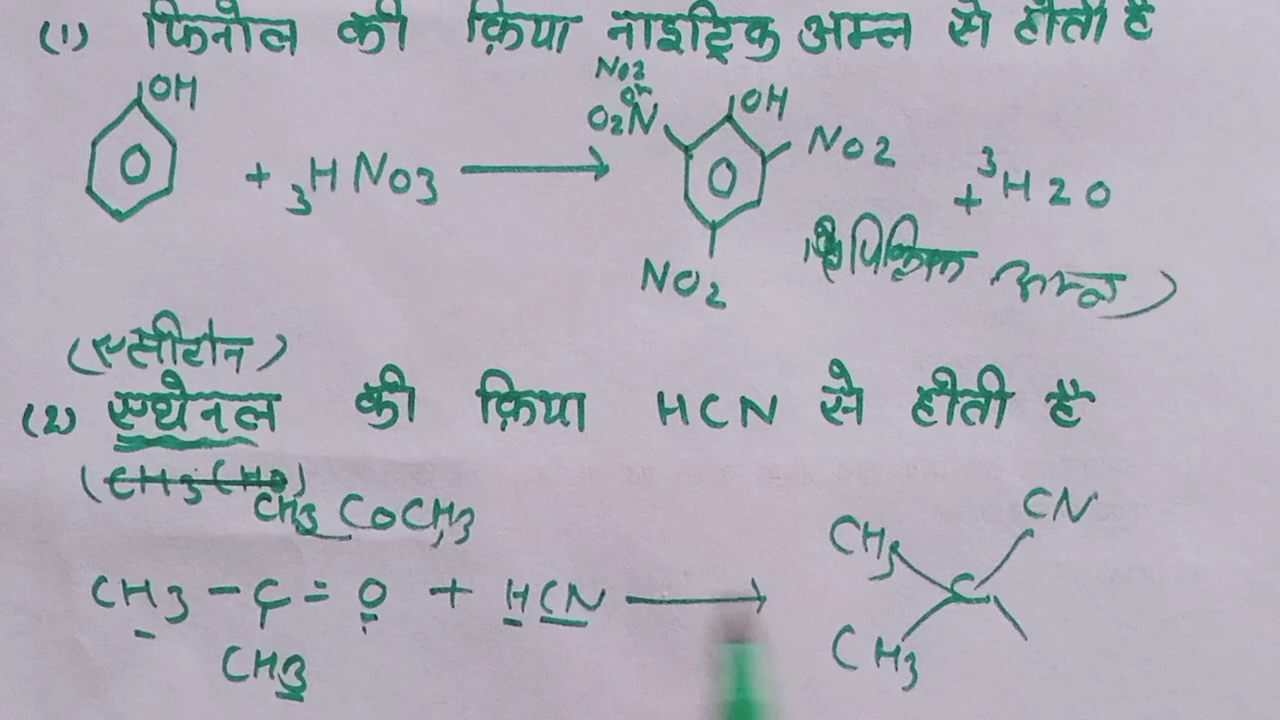 (1) फिनोल की क्रिया नाइट्रिक अम्ल से होती है
OH
+ 3HNO3
NO2
O2N
OH
NO2
NO2
+ 3H2O
पिक्रिक अम्ल)
(एसीटोन)
(2) एथेनल की क्रिया HCN से होती है
(CH3CHO)
CH3COCH3
CH3 - C = O + HCN
CH3
CH3
CN
C
CH3